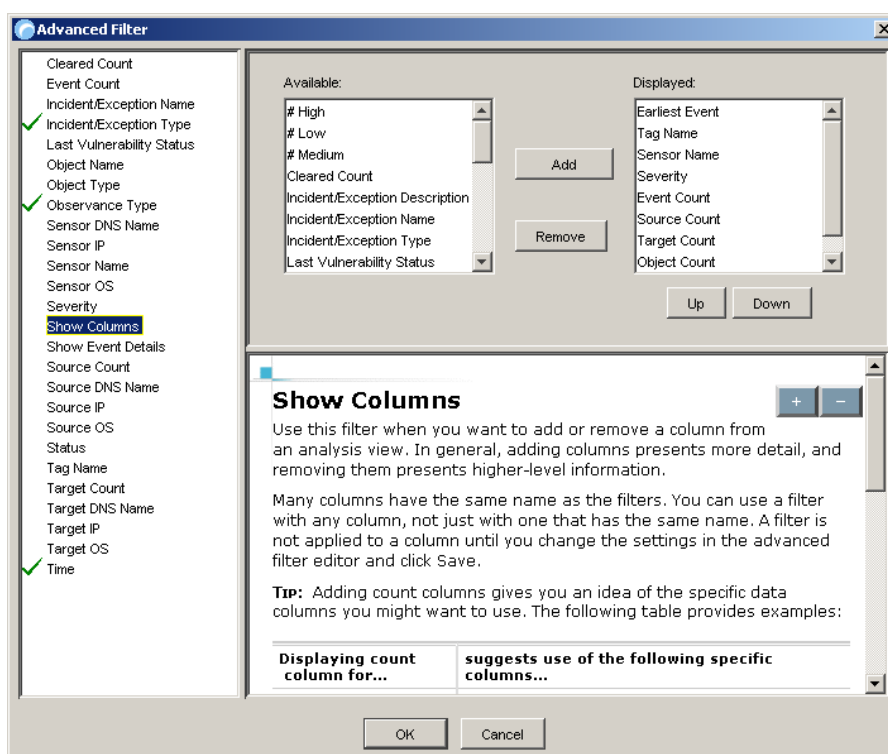 Advanced Filter
Cleared Count
Event Count
Incident/Exception Name
Incident/Exception Type
Last Vulnerability Status
Object Name
Object Type
Observance Type
Sensor DNS Name
Sensor IP
Sensor Name
Sensor OS
Severity
Show Columns
Show Event Details
Source Count
Source DNS Name
Source IP
Source OS
Status
Tag Name
Target Count
Target DNS Name
Target IP
Target OS
Time
Available:
# High
# Low
# Medium
Cleared Count
Incident/Exception Description
Incident/Exception Name
Incident/Exception Type
Last Vulnerability Status
Add
Remove
Displayed:
Earliest Event
Tag Name
Sensor Name
Severity
Event Count
Source Count
Target Count
Object Count
Up
Down
Show Columns
+
−
Use this filter when you want to add or remove a column from
an analysis view. In general, adding columns presents more detail, and
removing them presents higher-level information.
Many columns have the same name as the filters. You can use a filter
with any column, not just with one that has the same name. A filter is
not applied to a column until you change the settings in the advanced
filter editor and click Save.
TIP: Adding count columns gives you an idea of the specific data
columns you might want to use. The following table provides examples:
Displaying count
column for...
suggests use of the following specific
columns...
OK
Cancel